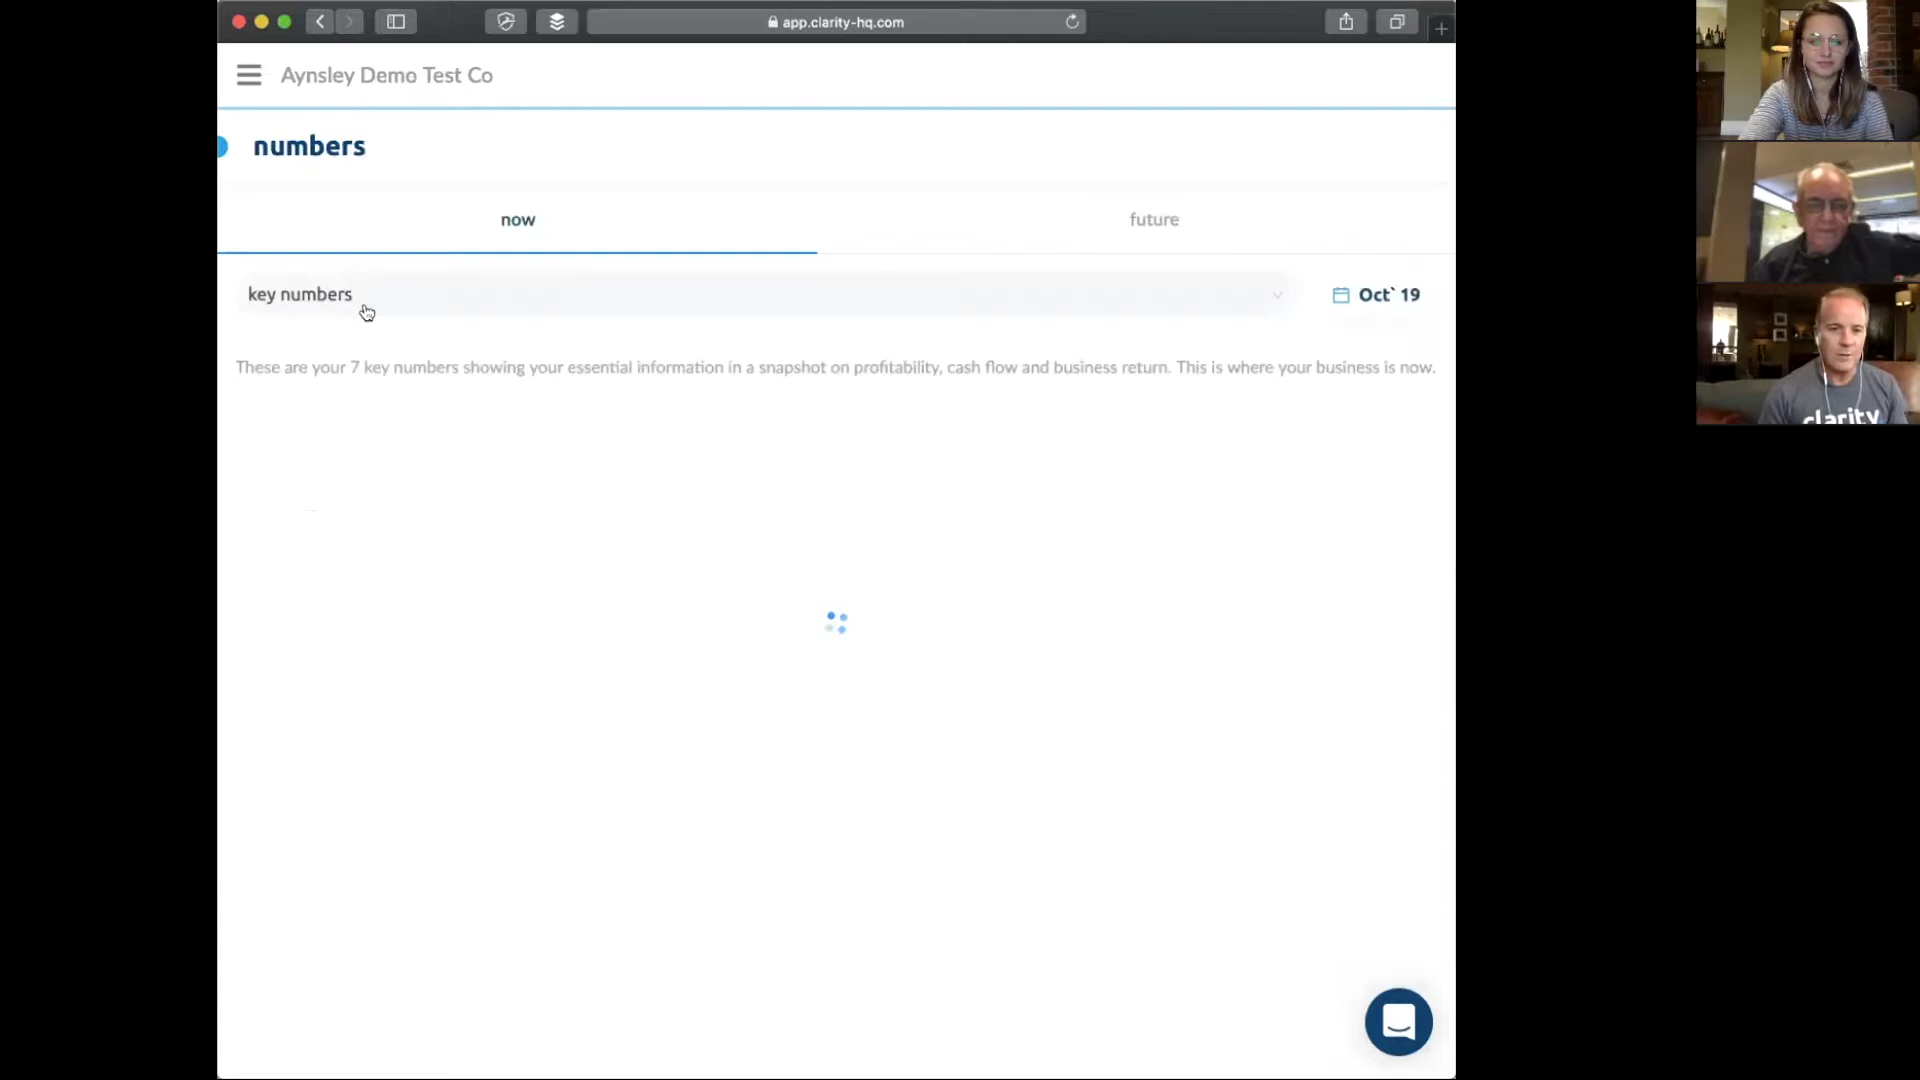 app.clarity-hq.com
Aynsley Demo Test Co
numbers
now
future
key numbers
Oct` 19
These are your 7 key numbers showing your essential information in a snapshot on profitability, cash flow and business return. This is where your business is now.
clarity